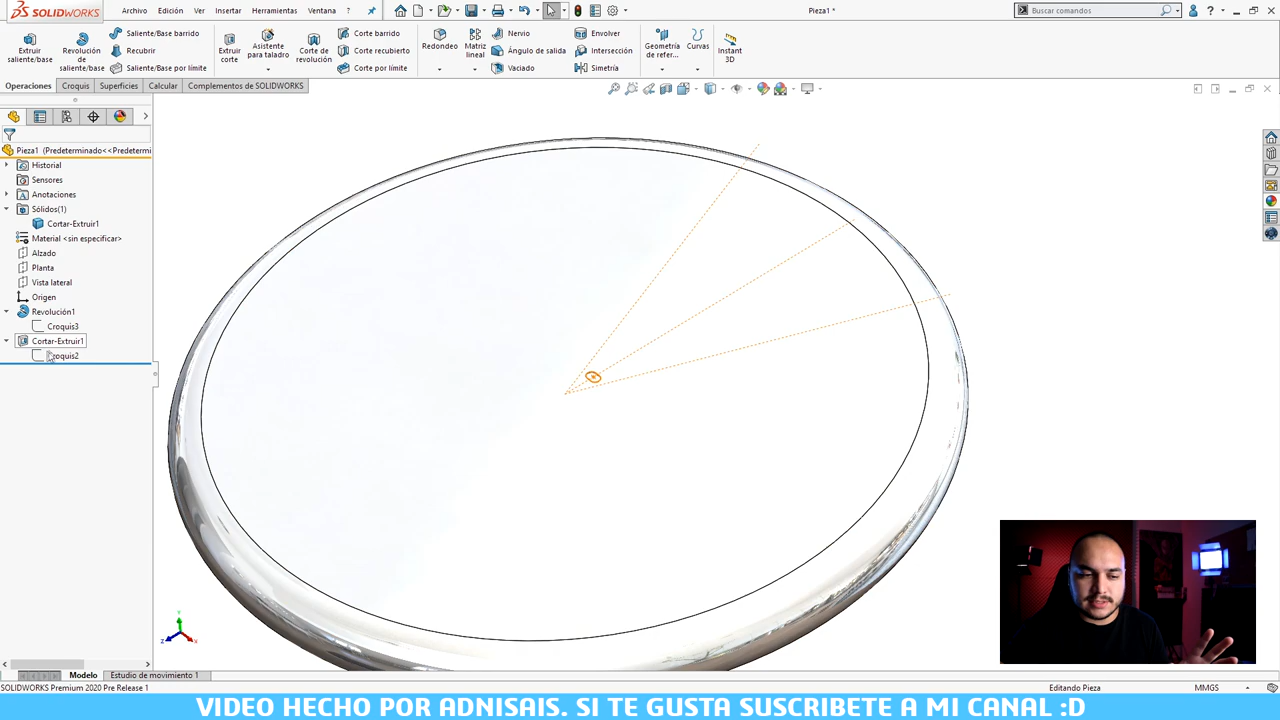 SOLIDWORKS
Archivo Edición Ver Insertar Herramientas Ventana ?
Pieza1 *
Buscar comandos
Extruir saliente/base
Revolución de saliente/base
Saliente/Base barrido
Recubrir
Saliente/Base por límite
Extruir corte
Asistente para taladro
Corte de revolución
Corte barrido
Corte recubierto
Corte por límite
Redondeo
Matriz lineal
Nervio
Ángulo de salida
Vaciado
Envolver
Intersección
Simetría
Geometría de refer...
Curvas
Instant 3D
Operaciones Croquis Superficies Calcular Complementos de SOLIDWORKS
Pieza1 (Predeterminado<<Predetermi
Historial
Sensores
Anotaciones
Sólidos(1)
Cortar-Extruir1
Material <sin especificar>
Alzado
Planta
Vista lateral
Origen
Revolución1
Croquis3
Cortar-Extruir1
Croquis2
Y
Z
X
Modelo Estudio de movimiento 1
SOLIDWORKS Premium 2020 Pre Release 1
Editando Pieza
MMGS
VIDEO HECHO POR ADNISAIS. SI TE GUSTA SUSCRIBETE A MI CANAL :D